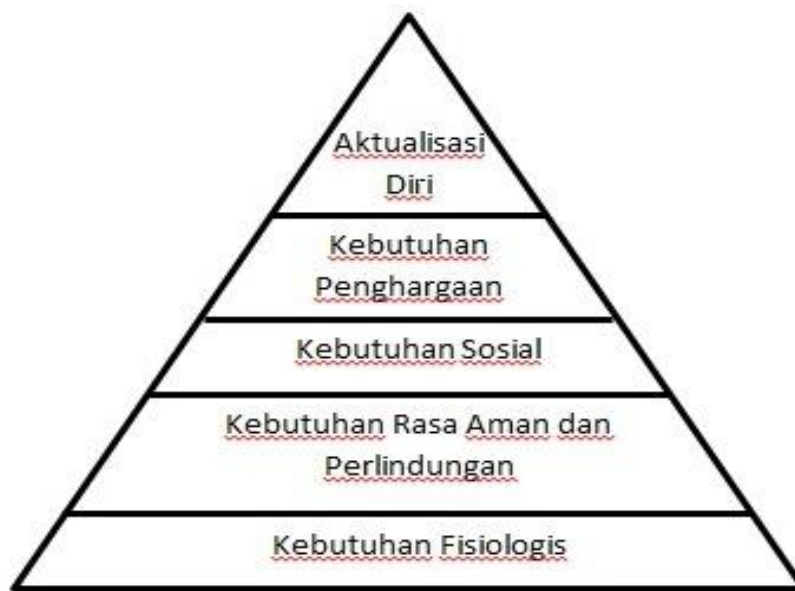 Aktualisasi
Diri
Kebutuhan
Penghargaan
Kebutuhan Sosial
Kebutuhan Rasa Aman dan
Perlindungan
Kebutuhan Fisiologis